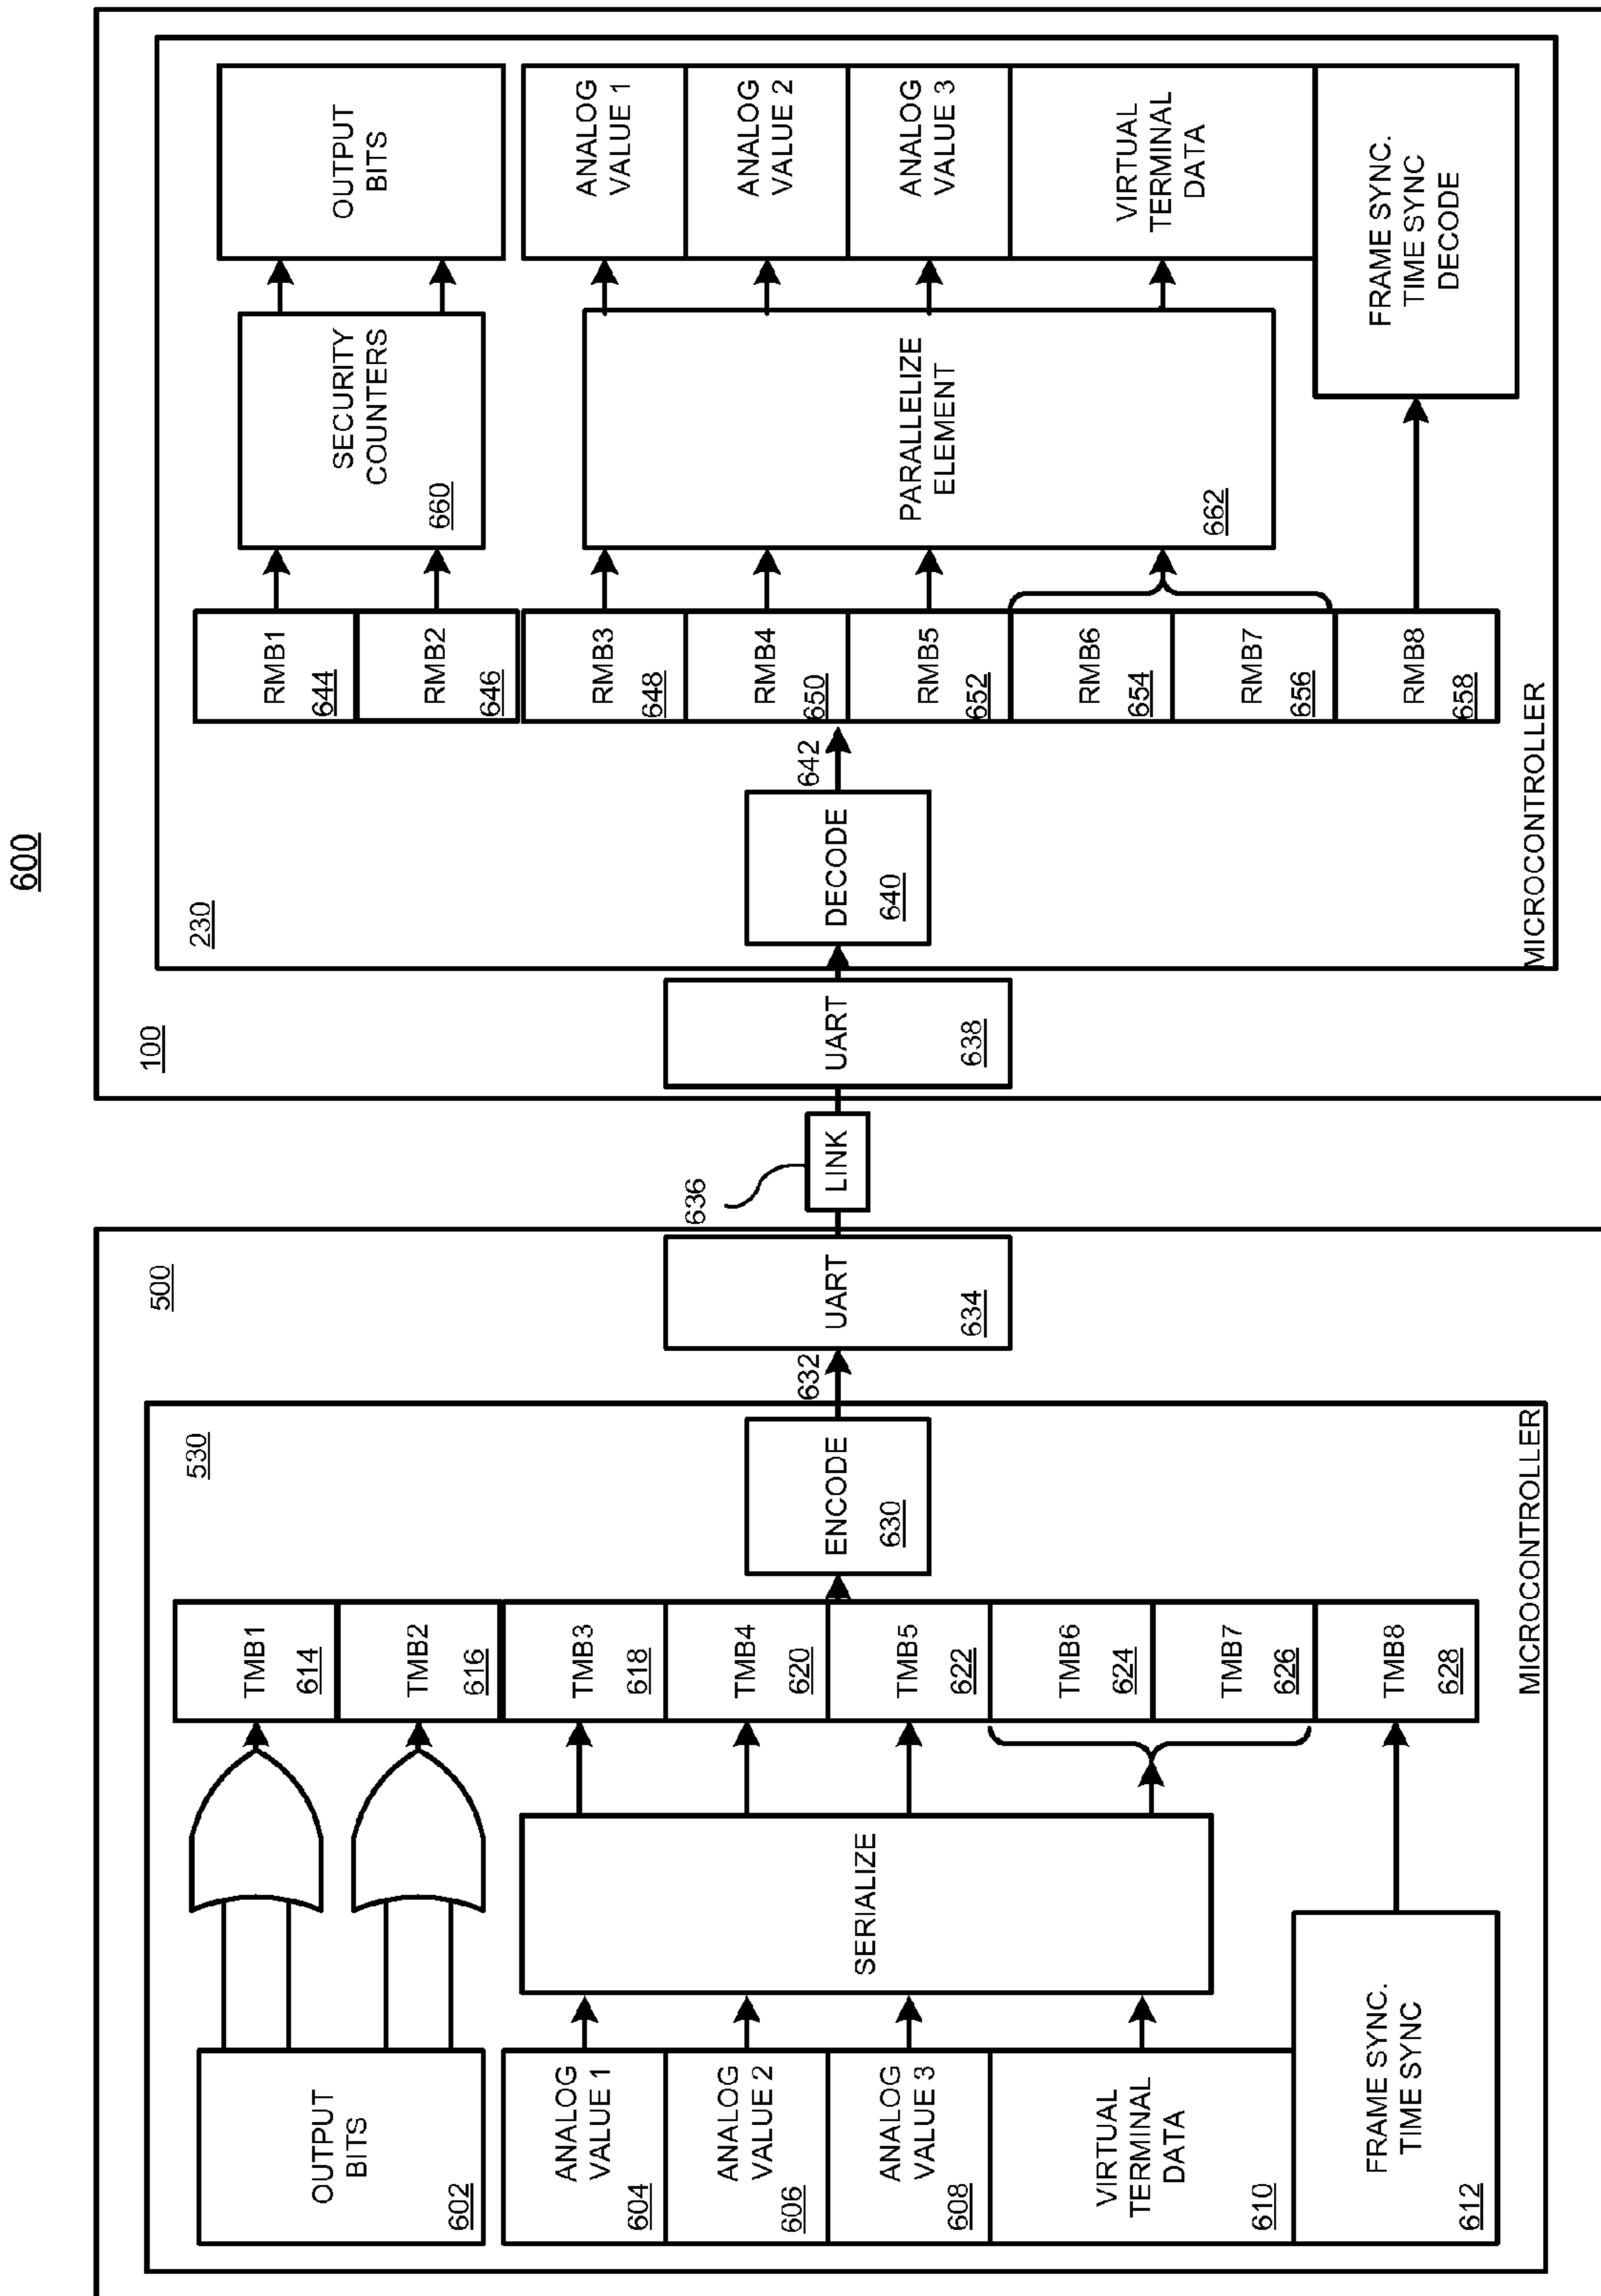 600
500
530
OUTPUT
BITS
602
ANALOG
VALUE 1
604
ANALOG
VALUE 2
606
ANALOG
VALUE 3
608
VIRTUAL
TERMINAL
DATA
610
FRAME SYNC.
TIME SYNC
612
SERIALIZE
TMB1
614
TMB2
616
TMB3
618
TMB4
620
TMB5
622
TMB6
624
TMB7
626
TMB8
628
ENCODE
630
632
MICROCONTROLLER
UART
634
636
LINK
100
UART
638
230
DECODE
640
642
RMB1
644
RMB2
646
RMB3
648
RMB4
650
RMB5
652
RMB6
654
RMB7
656
RMB8
658
SECURITY
COUNTERS
660
PARALLELIZE
ELEMENT
662
OUTPUT
BITS
ANALOG
VALUE 1
ANALOG
VALUE 2
ANALOG
VALUE 3
VIRTUAL
TERMINAL
DATA
FRAME SYNC.
TIME SYNC
DECODE
MICROCONTROLLER